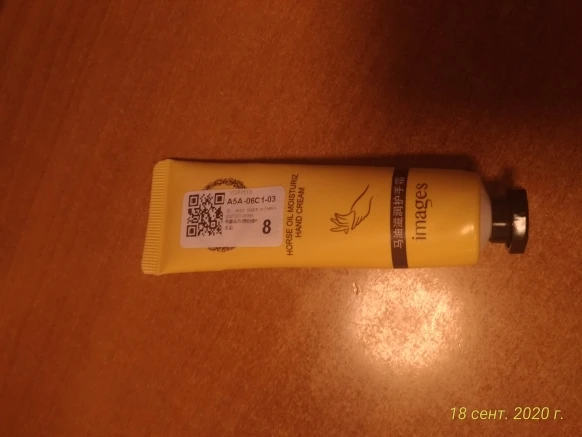 images
马油滋润护手霜
HORSE OIL MOISTURIZ
HAND CREAM
A5A-06C1-03
8
18 сент. 2020 г.